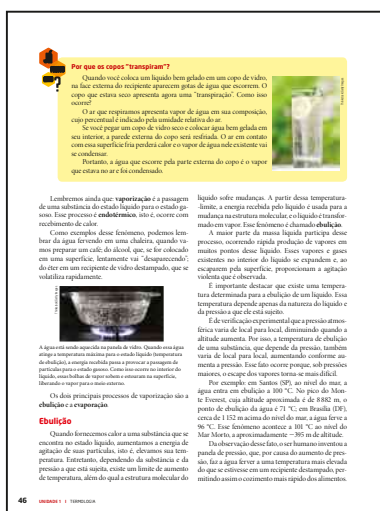 Por que os copos "transpiram"?
Quando você coloca um líquido bem gelado em um copo de vidro,
na face externa do recipiente aparecem gotas de água que escorrem. O
copo que estava seco apresenta agora uma "transpiração". Como isso
ocorre?
O ar que respiramos apresenta vapor de água em sua composição,
cujo percentual é indicado pela umidade relativa do ar.
Se você pegar um copo de vidro seco e colocar água bem gelada em
seu interior, a parede externa do copo será resfriada. O ar em contato
com essa superfície fria perderá calor e o vapor de água nele existente vai
se condensar.
Portanto, a água que escorre pela parte externa do copo é o vapor
que estava no ar e foi condensado.
Lembremos ainda que vaporização é a passagem
de uma substância do estado líquido para o estado ga-
soso. Esse processo é endotérmico, isto é, ocorre com
recebimento de calor.
Como exemplos desse fenômeno, podemos lem-
brar da água fervendo em uma chaleira, quando va-
mos preparar um café; do álcool, que, se for colocado
em uma superfície, lentamente vai "desaparecendo";
do éter em um recipiente de vidro destampado, que se
volatiliza rapidamente.
A água está sendo aquecida na panela de vidro. Quando essa água
atinge a temperatura máxima para o estado líquido (temperatura
de ebulição), a energia recebida passa a provocar a passagem de
partículas para o estado gasoso. Como isso ocorre no interior do
líquido, essas bolhas de vapor sobem e estouram na superfície,
liberando o vapor para o meio externo.
Os dois principais processos de vaporização são a
ebulição e a evaporação.
Ebulição
Quando fornecemos calor a uma substância que se
encontra no estado líquido, aumentamos a energia de
agitação de suas partículas, isto é, elevamos sua tem-
peratura. Entretanto, dependendo da substância e da
pressão a que está sujeita, existe um limite de aumento
de temperatura, além do qual a estrutura molecular do
líquido sofre mudanças. A partir dessa temperatura-
-limite, a energia recebida pelo líquido é usada para a
mudança na estrutura molecular, e o líquido é transfor-
mado em vapor. Esse fenômeno é chamado ebulição.
A maior parte da massa líquida participa desse
processo, ocorrendo rápida produção de vapores em
muitos pontos desse líquido. Esses vapores e gases
existentes no interior do líquido se expandem e, ao
escaparem pela superfície, proporcionam a agitação
violenta que é observada.
É importante destacar que existe uma tempera-
tura determinada para a ebulição de um líquido. Essa
temperatura depende apenas da natureza do líquido e
da pressão a que ele está sujeito.
É de verificação experimental que a pressão atmos-
férica varia de local para local, diminuindo quando a
altitude aumenta. Por isso, a temperatura de ebulição
de uma substância, que depende da pressão, também
varia de local para local, aumentando conforme au-
menta a pressão. Esse fato ocorre porque, sob pressões
maiores, o escape dos vapores torna-se mais difícil.
Por exemplo: em Santos (SP), ao nível do mar, a
água entra em ebulição a 100 °C. No pico do Mon-
te Everest, cuja altitude aproximada é de 8 882 m, o
ponto de ebulição da água é 71 °C; em Brasília (DF),
cerca de 1 152 m acima do nível do mar, a água ferve a
96 °C. Esse fenômeno acontece a 101 °C ao nível do
Mar Morto, a aproximadamente −395 m de altitude.
Da observação desse fato, o ser humano inventou a
panela de pressão, que, por causa do aumento de pres-
são, faz a água ferver a uma temperatura mais elevada
do que se estivesse em um recipiente destampado, per-
mitindo assim o cozimento mais rápido dos alimentos.
46 UNIDADE 1 | TERMOLOGIA